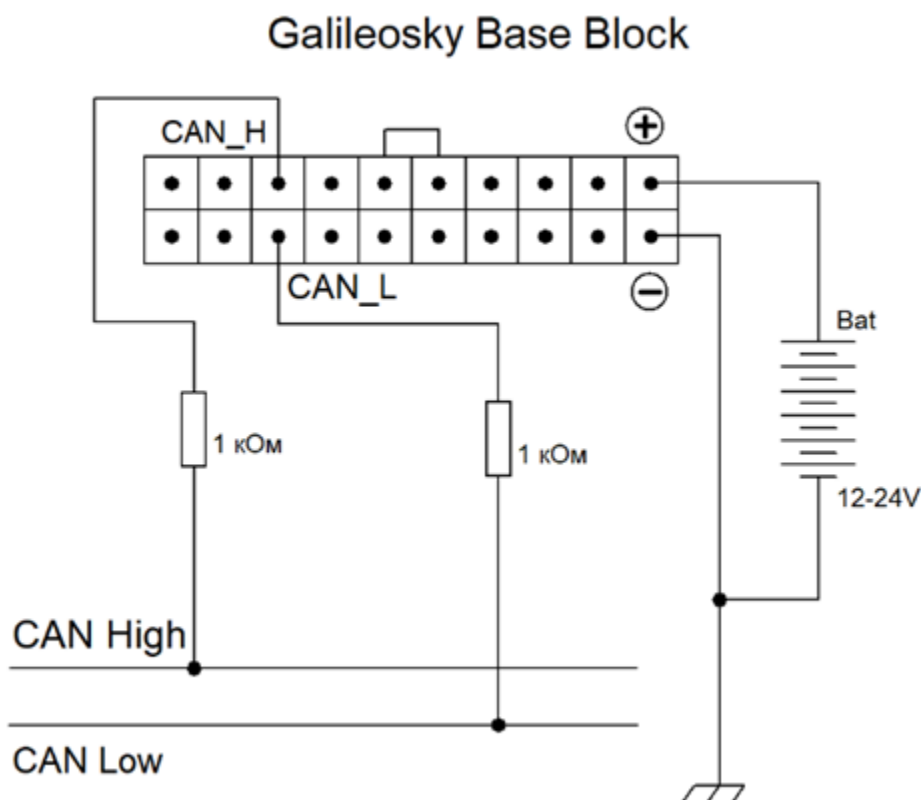 Galileosky Base Block
CAN_H
+
CAN_L
−
Bat
1 кОм
1 кОм
12-24V
CAN High
CAN Low